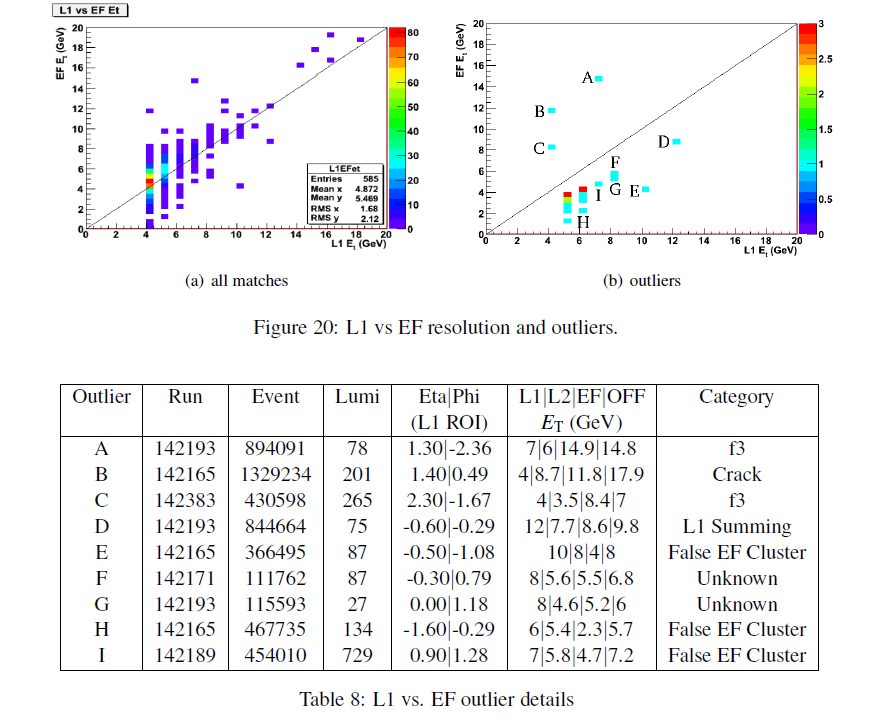 L1 vs EF Et
EF Et (GeV)
20
18
16
14
12
10
8
6
4
2
0
0 2 4 6 8 10 12 14 16 18 20
L1 Et (GeV)
L1EFet
Entries 585
Mean x 4.872
Mean y 5.469
RMS x 1.68
RMS y 2.12
80
70
60
50
40
30
20
10
0
(a) all matches
EF Et (GeV)
20
18
16
14
12
10
8
6
4
2
0
0 2 4 6 8 10 12 14 16 18 20
L1 Et (GeV)
A
B
C
D
F
I G E
H
3
2.5
2
1.5
1
0.5
0
(b) outliers
Figure 20: L1 vs EF resolution and outliers.
Outlier Run Event Lumi Eta|Phi L1|L2|EF|OFF Category
(L1 ROI) ET (GeV)
A 142193 894091 78 1.30|-2.36 7|6|14.9|14.8 f3
B 142165 1329234 201 1.40|0.49 4|8.7|11.8|17.9 Crack
C 142383 430598 265 2.30|-1.67 4|3.5|8.4|7 f3
D 142193 844664 75 -0.60|-0.29 12|7.7|8.6|9.8 L1 Summing
E 142165 366495 87 -0.50|-1.08 10|8|4|8 False EF Cluster
F 142171 111762 87 -0.30|0.79 8|5.6|5.5|6.8 Unknown
G 142193 115593 27 0.00|1.18 8|4.6|5.2|6 Unknown
H 142165 467735 134 -1.60|-0.29 6|5.4|2.3|5.7 False EF Cluster
I 142189 454010 729 0.90|1.28 7|5.8|4.7|7.2 False EF Cluster
Table 8: L1 vs. EF outlier details